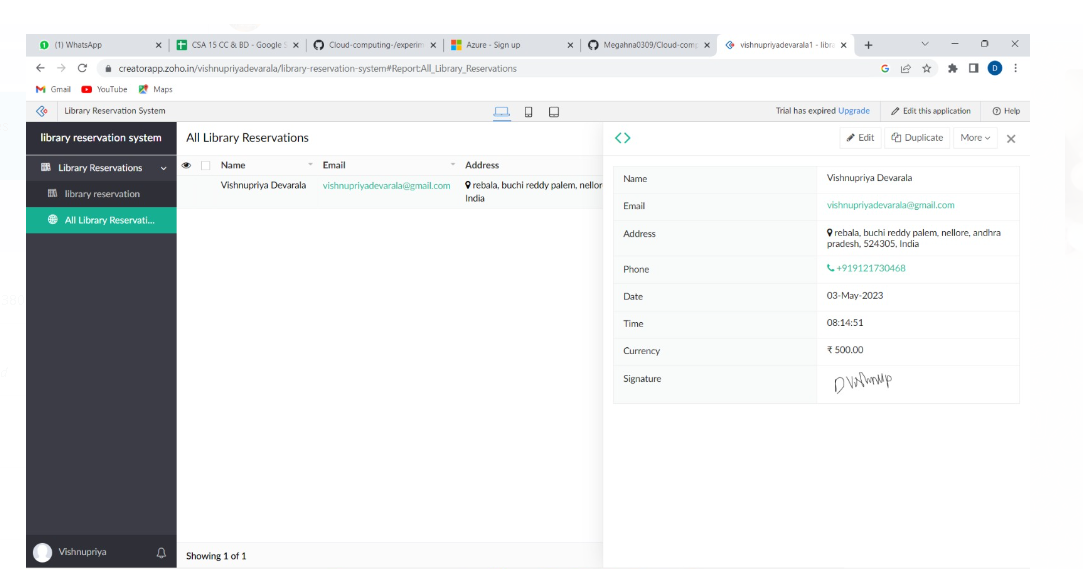 (1) WhatsApp
CSA 15 CC & BD - Google S
Cloud-computing-/experim
Azure - Sign up
Megahna0309/Cloud-comp
vishnupriyadevarala1 - libra
creatorapp.zoho.in/vishnupriyadevarala/library-reservation-system#Report:All_Library_Reservations
D
Gmail YouTube Maps
Library Reservation System
Trial has expired Upgrade
Edit this application
Help
library reservation system
Library Reservations
library reservation
All Library Reservati...
Vishnupriya
All Library Reservations
Name Email Address
Vishnupriya Devarala vishnupriyadevarala@gmail.com rebala, buchi reddy palem, nellor
India
Showing 1 of 1
Edit Duplicate More
Name Vishnupriya Devarala
Email vishnupriyadevarala@gmail.com
Address rebala, buchi reddy palem, nellore, andhra
pradesh, 524305, India
Phone +919121730468
Date 03-May-2023
Time 08:14:51
Currency ₹ 500.00
Signature